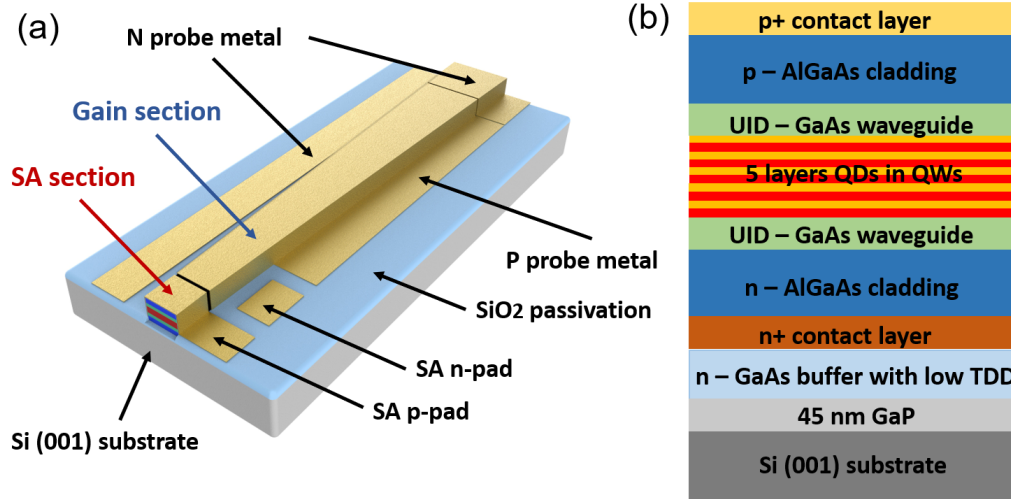 (a)
N probe metal
Gain section
SA section
P probe metal
SiO2 passivation
SA n-pad
SA p-pad
Si (001) substrate
(b)
p+ contact layer
p – AlGaAs cladding
UID – GaAs waveguide
5 layers QDs in QWs
UID – GaAs waveguide
n – AlGaAs cladding
n+ contact layer
n – GaAs buffer with low TDD
45 nm GaP
Si (001) substrate